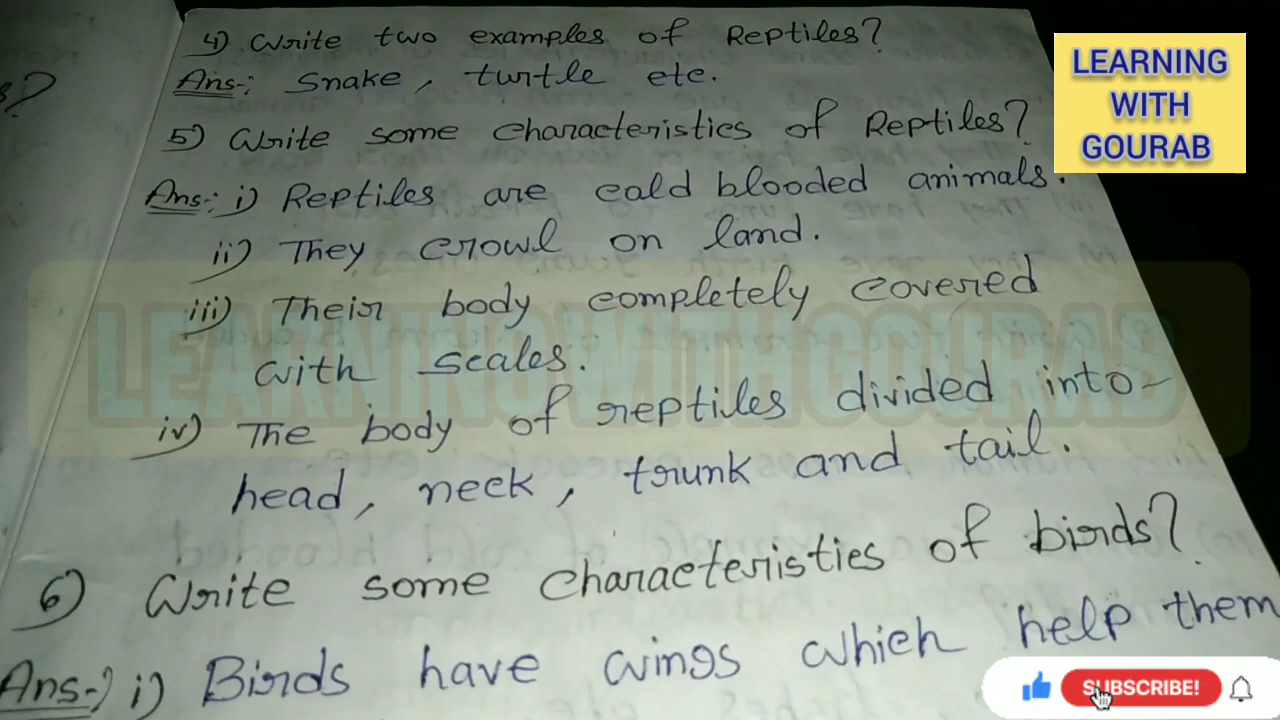 4) Write two examples of Reptiles?
Ans:- Snake, turtle etc.
5) Write some characteristics of Reptiles?
Ans:- i) Reptiles are cold blooded animals.
ii) They crowl on land.
iii) Their body completely covered
with scales.
iv) The body of reptiles divided into-
head, neck, trunk and tail.
6) Write some characteristics of birds?
Ans:- i) Birds have wings which help them
LEARNING
WITH
GOURAB
LEARNING WITH GOURAB
SUBSCRIBE!